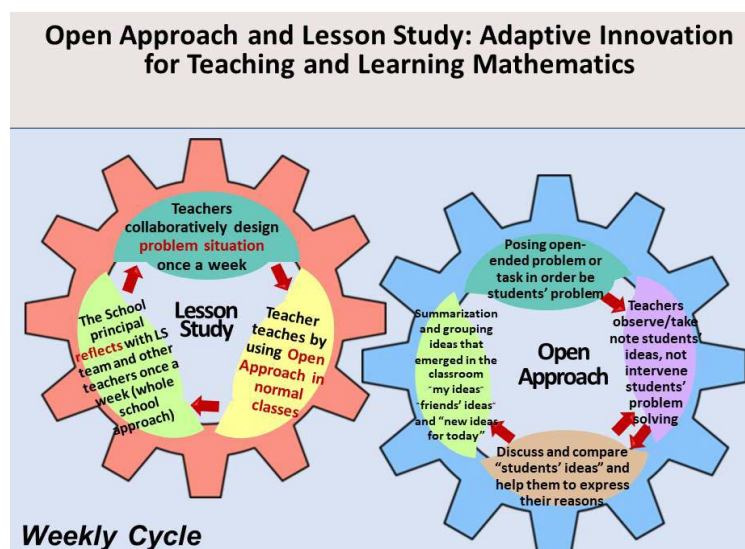 Open Approach and Lesson Study: Adaptive Innovation
for Teaching and Learning Mathematics
Teachers
collaboratively design
problem situation
once a week
Lesson
Study
Teacher
teaches by
using Open
Approach in
normal
classes
The School
principal
reflects with LS
team and other
teachers once a
week (whole
school
approach)
Posing open-
ended problem or
task in order be
students' problem
Teachers
observe/take
note students'
ideas, not
intervene
students'
problem
solving
Open
Approach
Discuss and compare
"students' ideas" and
help them to express
their reasons
Summarization
and grouping
ideas that
emerged in the
classroom
-my ideas-
-friends' ideas-
and "new ideas
for today"
Weekly Cycle